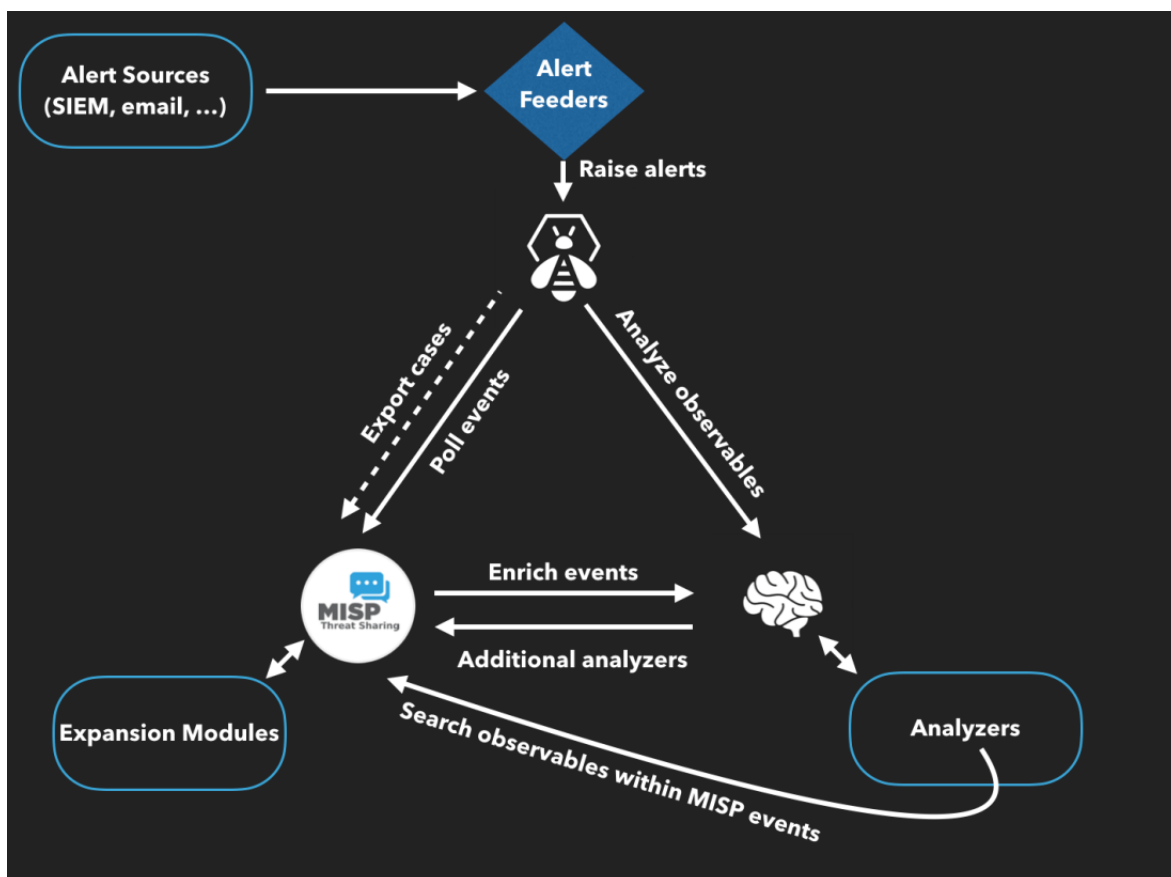 Alert Sources
(SIEM, email, ...)
Alert
Feeders
Raise alerts
Export cases
Poll events
Analyze observables
MISP
Threat Sharing
Enrich events
Additional analyzers
Expansion Modules
Analyzers
Search observables within MISP events